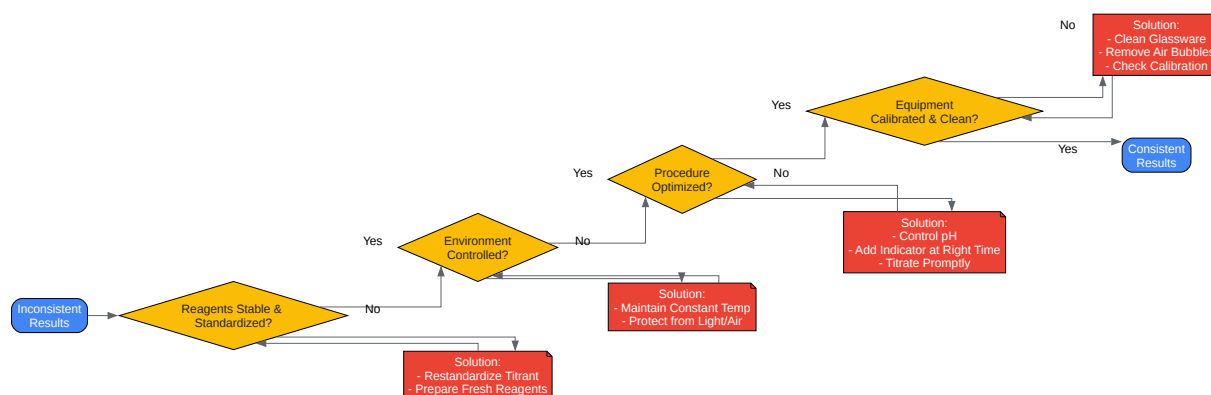 No
Solution:
- Clean Glassware
- Remove Air Bubbles
- Check Calibration
Yes
Equipment
Calibrated & Clean?
Yes
Consistent
Results
Yes
Procedure
Optimized?
No
Solution:
- Control pH
- Add Indicator at Right Time
- Titrate Promptly
Yes
Environment
Controlled?
No
Solution:
- Maintain Constant Temp
- Protect from Light/Air
Inconsistent
Results
Reagents Stable &
Standardized?
No
Solution:
- Restandardize Titrant
- Prepare Fresh Reagents